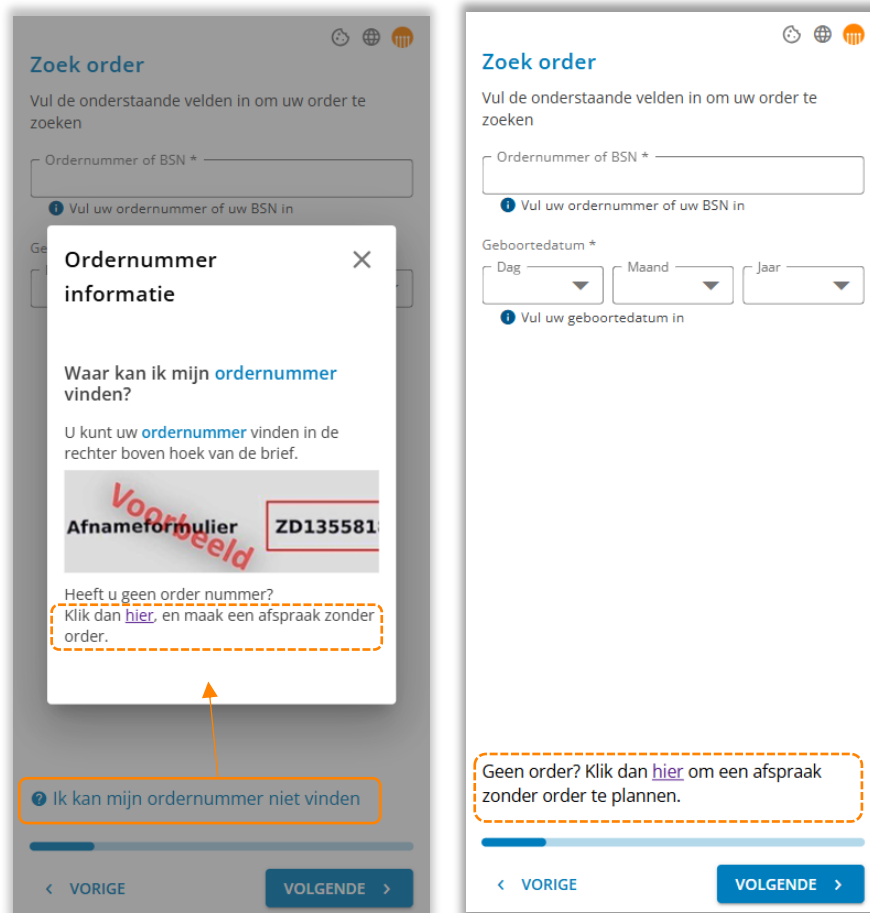 Zoek order
Vul de onderstaande velden in om uw order te
zoeken
Ordernummer of BSN *
Vul uw ordernummer of uw BSN in
Ge
Ordernummer
informatie
Waar kan ik mijn ordernummer
vinden?
U kunt uw ordernummer vinden in de
rechter boven hoek van de brief.
Voorbeeld
Afnameformulier ZD135581
Heeft u geen order nummer?
Klik dan hier, en maak een afspraak zonder
order.
Ik kan mijn ordernummer niet vinden
VORIGE
VOLGENDE
Zoek order
Vul de onderstaande velden in om uw order te
zoeken
Ordernummer of BSN *
Vul uw ordernummer of uw BSN in
Geboortedatum *
Dag Maand Jaar
Vul uw geboortedatum in
Geen order? Klik dan hier om een afspraak
zonder order te plannen.
VORIGE
VOLGENDE